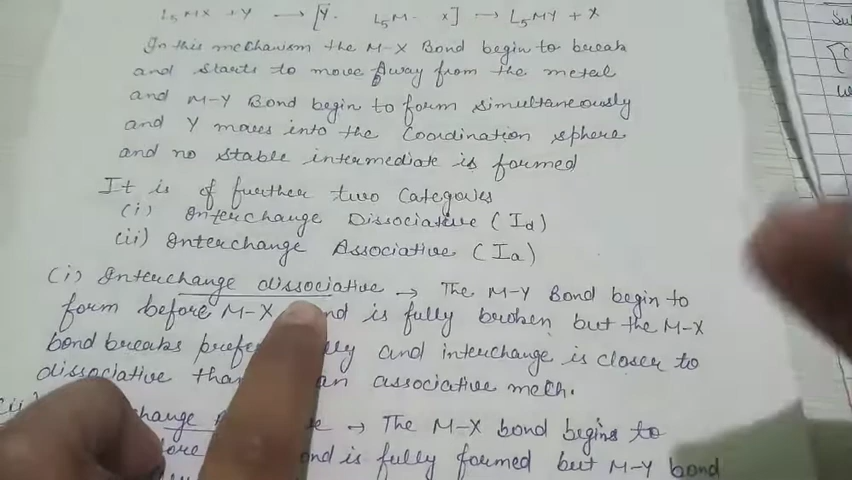 L₅MX + Y → [Y. L₅M- x] → L₅MY + X
In this mechanism the M-X Bond begin to break
and starts to move Away from the metal
and M-Y Bond begin to form simultaneously
and Y moves into the Coordination sphere
and no stable intermediate is formed
It is of further two Categories
(i) Interchange Dissociative (Id)
(ii) Interchange Associative (Ia)
(i) Interchange dissociative → The M-Y Bond begin to
form before M-X is fully broken but the M-X
bond breaks and interchange is closer to
dissociative an associative mech.
→ The M-X bond begins to
is fully formed but M-Y bond